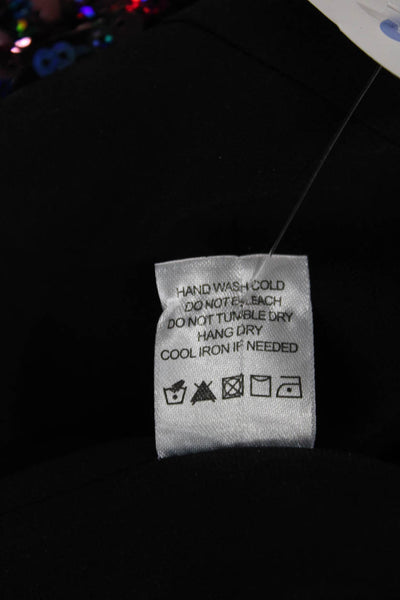 HAND WASH COLD
DO NOT BLEACH
DO NOT TUMBLE DRY
HANG DRY
COOL IRON IF NEEDED